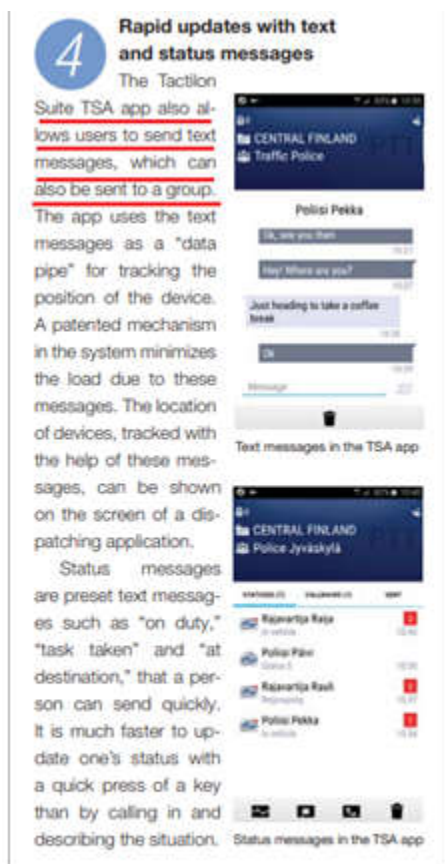 4
Rapid updates with text
and status messages
The Tactilon
Suite TSA app also al-
lows users to send text
messages, which can
also be sent to a group.
The app uses the text
messages as a “data
pipe” for tracking the
position of the device.
A patented mechanism
in the system minimizes
the load due to these
messages. The location
of devices, tracked with
the help of these mes-
sages, can be shown
on the screen of a dis-
patching application.
Status messages
are preset text messag-
es such as “on duty,”
“task taken” and “at
destination,” that a per-
son can send quickly.
It is much faster to up-
date one’s status with
a quick press of a key
than by calling in and
describing the situation.
CENTRAL FINLAND
Traffic Police
PTT
Poliisi Pekka
Ok, see you then
Hey! Where are you?
Just heading to take a coffee
break
Ok
Message
Text messages in the TSA app
CENTRAL FINLAND
Police Jyväskylä
PTT
SENT
Rajavartija Raija
In vehicle
Poliisi Päivi
Rajavartija Rauli
Poliisi Pekka
In vehicle
Status messages in the TSA app